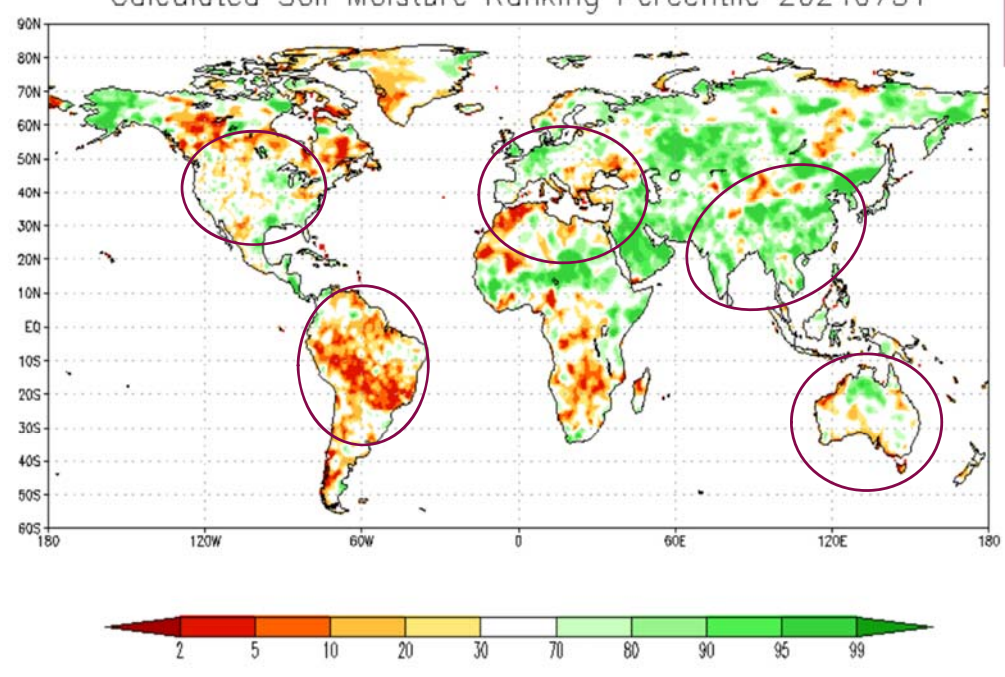 Calculated Soil Moisture Ranking Percentile
90N
80N
70N
60N
50N
40N
30N
20N
10N
EQ
10S
20S
30S
40S
50S
60S
180 120W 60W 0 60E 120E 180
2 5 10 20 30 70 80 90 95 99